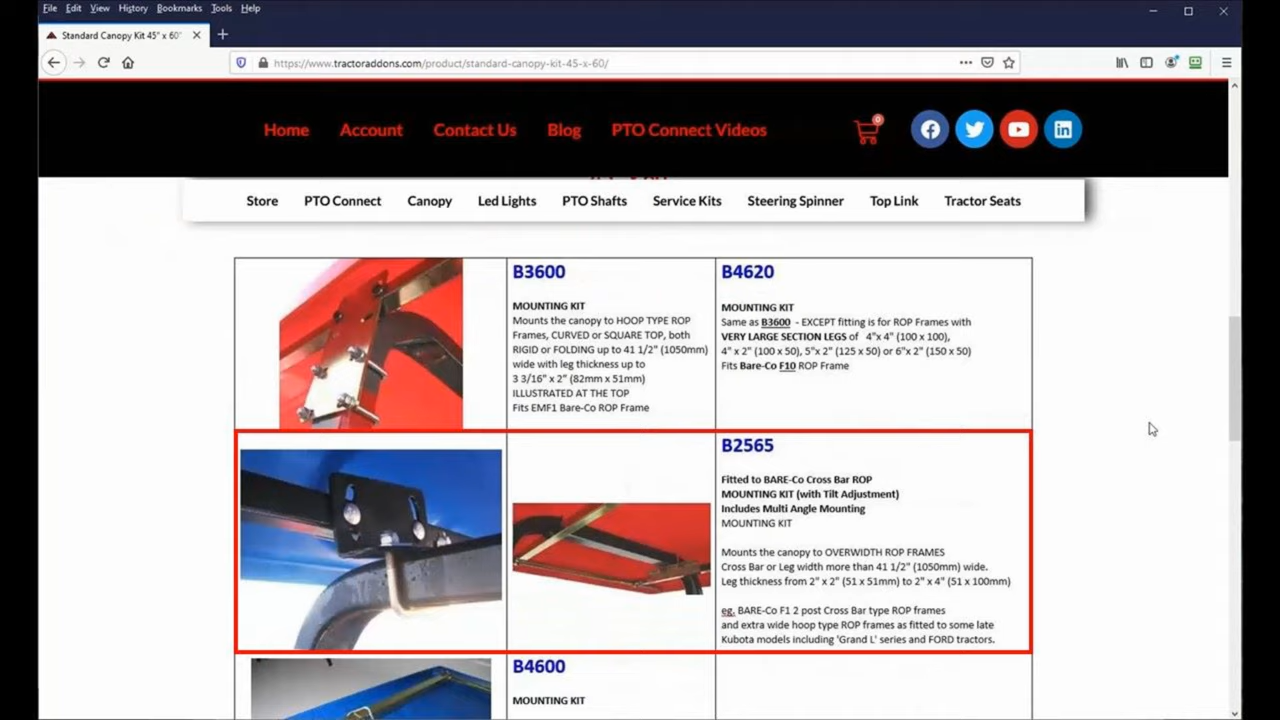 File Edit View History Bookmarks Tools Help
Standard Canopy Kit 45" x 60"
https://www.tractoraddons.com/product/standard-canopy-kit-45-x-60/
Home Account Contact Us Blog PTO Connect Videos 0
Store PTO Connect Canopy Led Lights PTO Shafts Service Kits Steering Spinner Top Link Tractor Seats
B3600
MOUNTING KIT
Mounts the canopy to HOOP TYPE ROP
Frames, CURVED or SQUARE TOP, both
RIGID or FOLDING up to 41 1/2" (1050mm)
wide with leg thickness up to
3 3/16" x 2" (82mm x 51mm)
ILLUSTRATED AT THE TOP
Fits EMF1 Bare-Co ROP Frame
B4620
MOUNTING KIT
Same as B3600 - EXCEPT fitting is for ROP Frames with
VERY LARGE SECTION LEGS of 4"x 4" (100 x 100),
4" x 2" (100 x 50), 5"x 2" (125 x 50) or 6"x 2" (150 x 50)
Fits Bare-Co F10 ROP Frame
B2565
Fitted to BARE-Co Cross Bar ROP
MOUNTING KIT (with Tilt Adjustment)
Includes Multi Angle Mounting
MOUNTING KIT
Mounts the canopy to OVERWIDTH ROP FRAMES
Cross Bar or Leg width more than 41 1/2" (1050mm) wide.
Leg thickness from 2" x 2" (51 x 51mm) to 2" x 4" (51 x 100mm)
eg. BARE-Co F1 2 post Cross Bar type ROP frames
and extra wide hoop type ROP frames as fitted to some late
Kubota models including 'Grand L' series and FORD tractors.
B4600
MOUNTING KIT